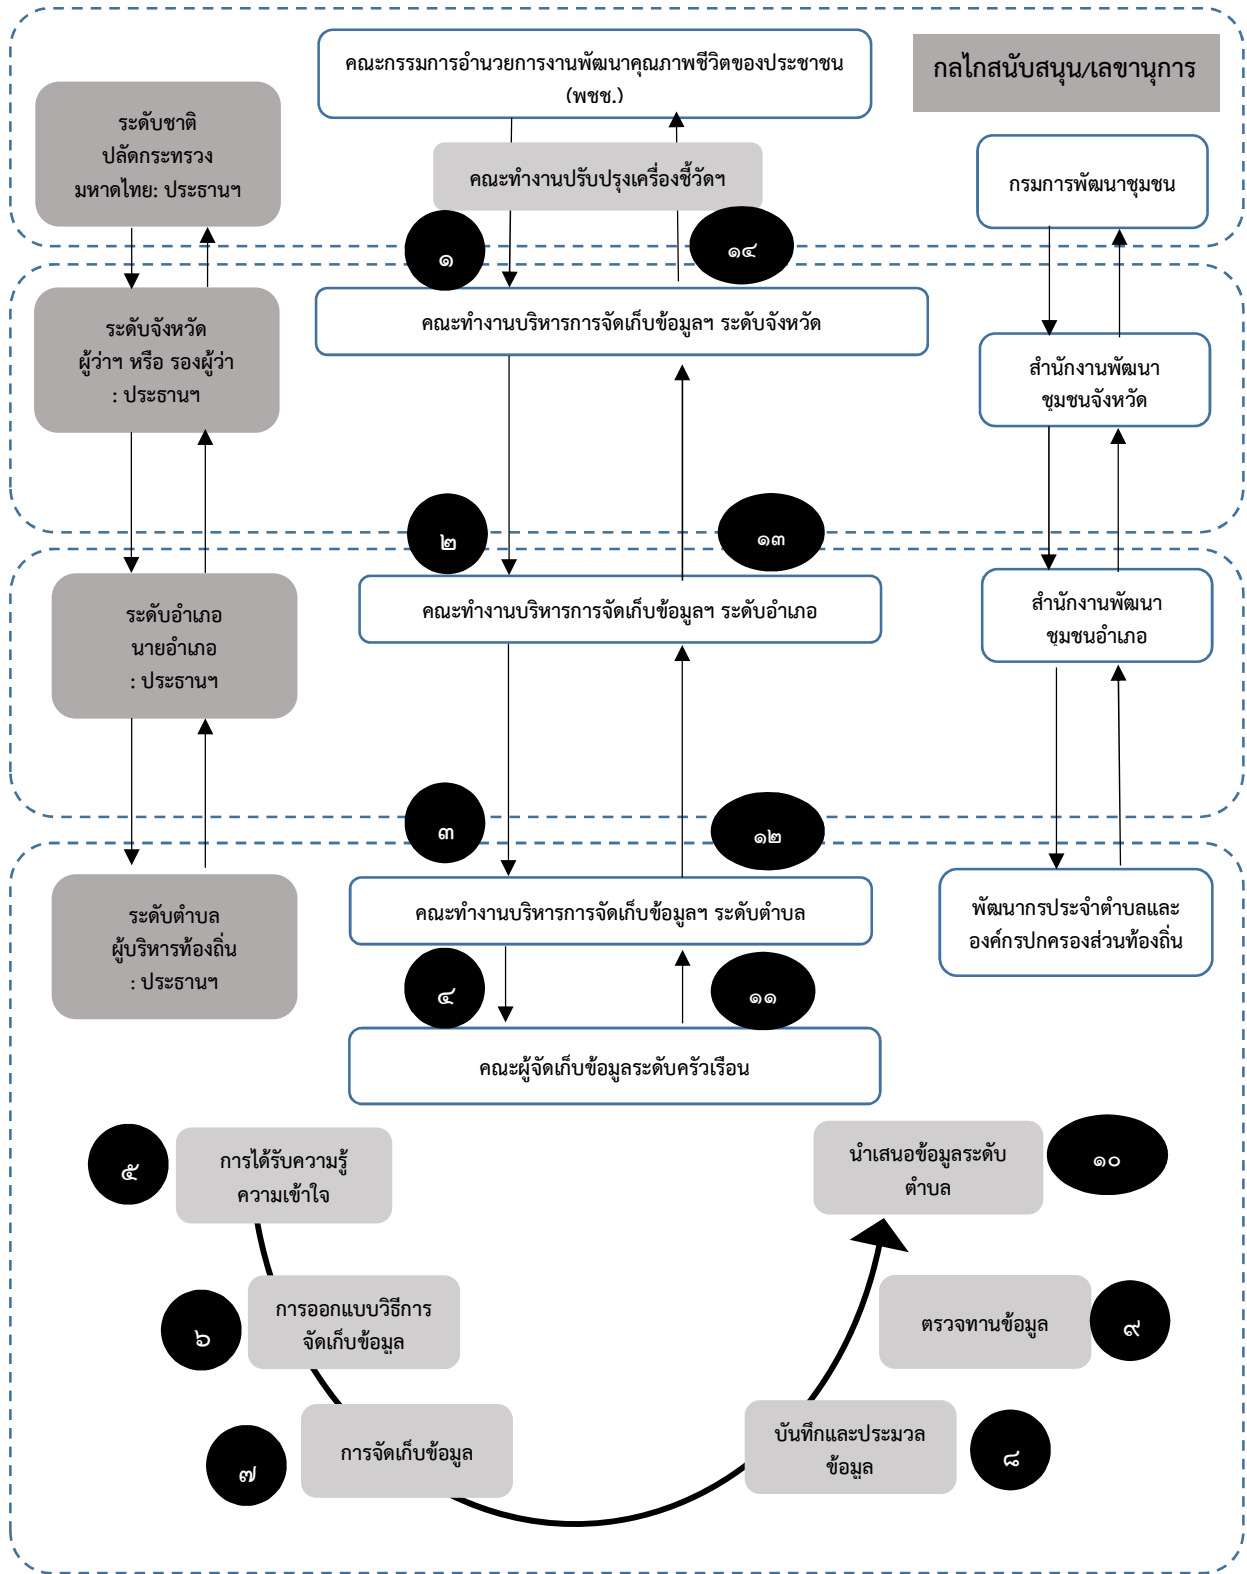 คณะกรรมการอำนวยการงานพัฒนาคุณภาพชีวิตของประชาชน
(พชช.)
กลไกสนับสนุน/เลขานุการ
ระดับชาติ
ปลัดกระทรวง
มหาดไทย: ประธานฯ
คณะทำงานปรับปรุงเครื่องชี้วัดฯ
กรมการพัฒนาชุมชน
๑
๑๔
ระดับจังหวัด
ผู้ว่าฯ หรือ รองผู้ว่า
: ประธานฯ
คณะทำงานบริหารการจัดเก็บข้อมูลฯ ระดับจังหวัด
สำนักงานพัฒนา
ชุมชนจังหวัด
๒
๑๓
ระดับอำเภอ
นายอำเภอ
: ประธานฯ
คณะทำงานบริหารการจัดเก็บข้อมูลฯ ระดับอำเภอ
สำนักงานพัฒนา
ชุมชนอำเภอ
๓
๑๒
ระดับตำบล
ผู้บริหารท้องถิ่น
: ประธานฯ
คณะทำงานบริหารการจัดเก็บข้อมูลฯ ระดับตำบล
พัฒนากรประจำตำบลและ
องค์กรปกครองส่วนท้องถิ่น
๔
๑๑
คณะผู้จัดเก็บข้อมูลระดับครัวเรือน
๕
การได้รับความรู้
ความเข้าใจ
นำเสนอข้อมูลระดับ
ตำบล
๑๐
๖
การออกแบบวิธีการ
จัดเก็บข้อมูล
ตรวจทานข้อมูล
๙
๗
การจัดเก็บข้อมูล
บันทึกและประมวล
ข้อมูล
๘